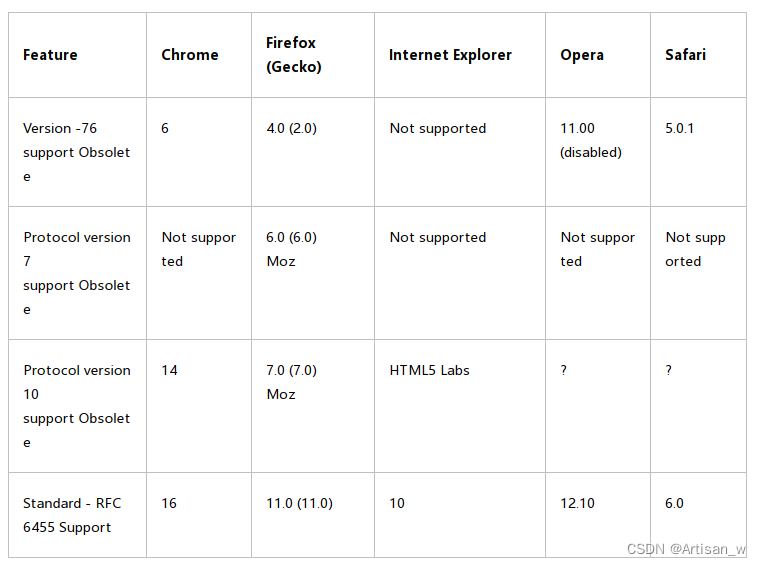 Feature Chrome Firefox (Gecko) Internet Explorer Opera Safari
Version -76 support Obsolete 6 4.0 (2.0) Not supported 11.00 (disabled) 5.0.1
Protocol version 7 support Obsolete Not supported 6.0 (6.0) Moz Not supported Not supported Not supported
Protocol version 10 support Obsolete 14 7.0 (7.0) Moz HTML5 Labs ? ?
Standard - RFC 6455 Support 16 11.0 (11.0) 10 12.10 6.0
CSDN @Artisan_w